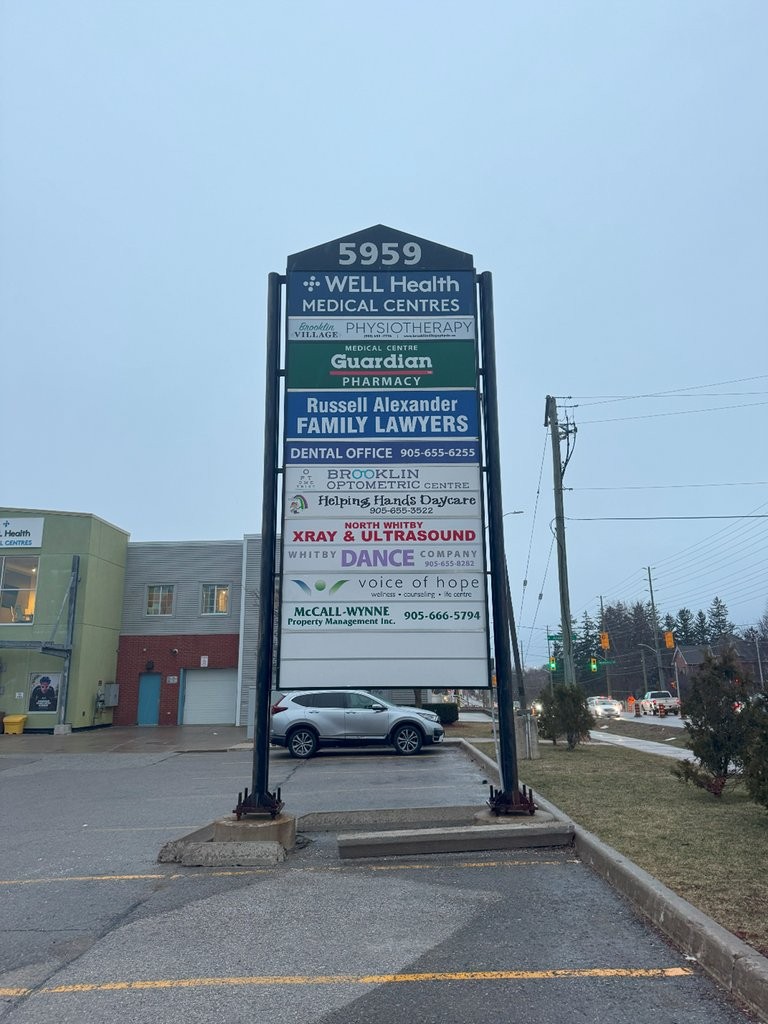 5959
WELL Health
MEDICAL CENTRES
Brooklin
VILLAGE
PHYSIOTHERAPY
MEDICAL CENTRE
Guardian
PHARMACY
Russell Alexander
FAMILY LAWYERS
DENTAL OFFICE 905-655-6255
BROOKLIN
OPTOMETRIC CENTRE
Helping Hands Daycare
905-655-3522
NORTH WHITBY
XRAY & ULTRASOUND
WHITBY DANCE COMPANY
905-655-8282
voice of hope
wellness • counseling • life centre
McCALL-WYNNE
Property Management Inc.
905-666-5794
Health
CENTRES